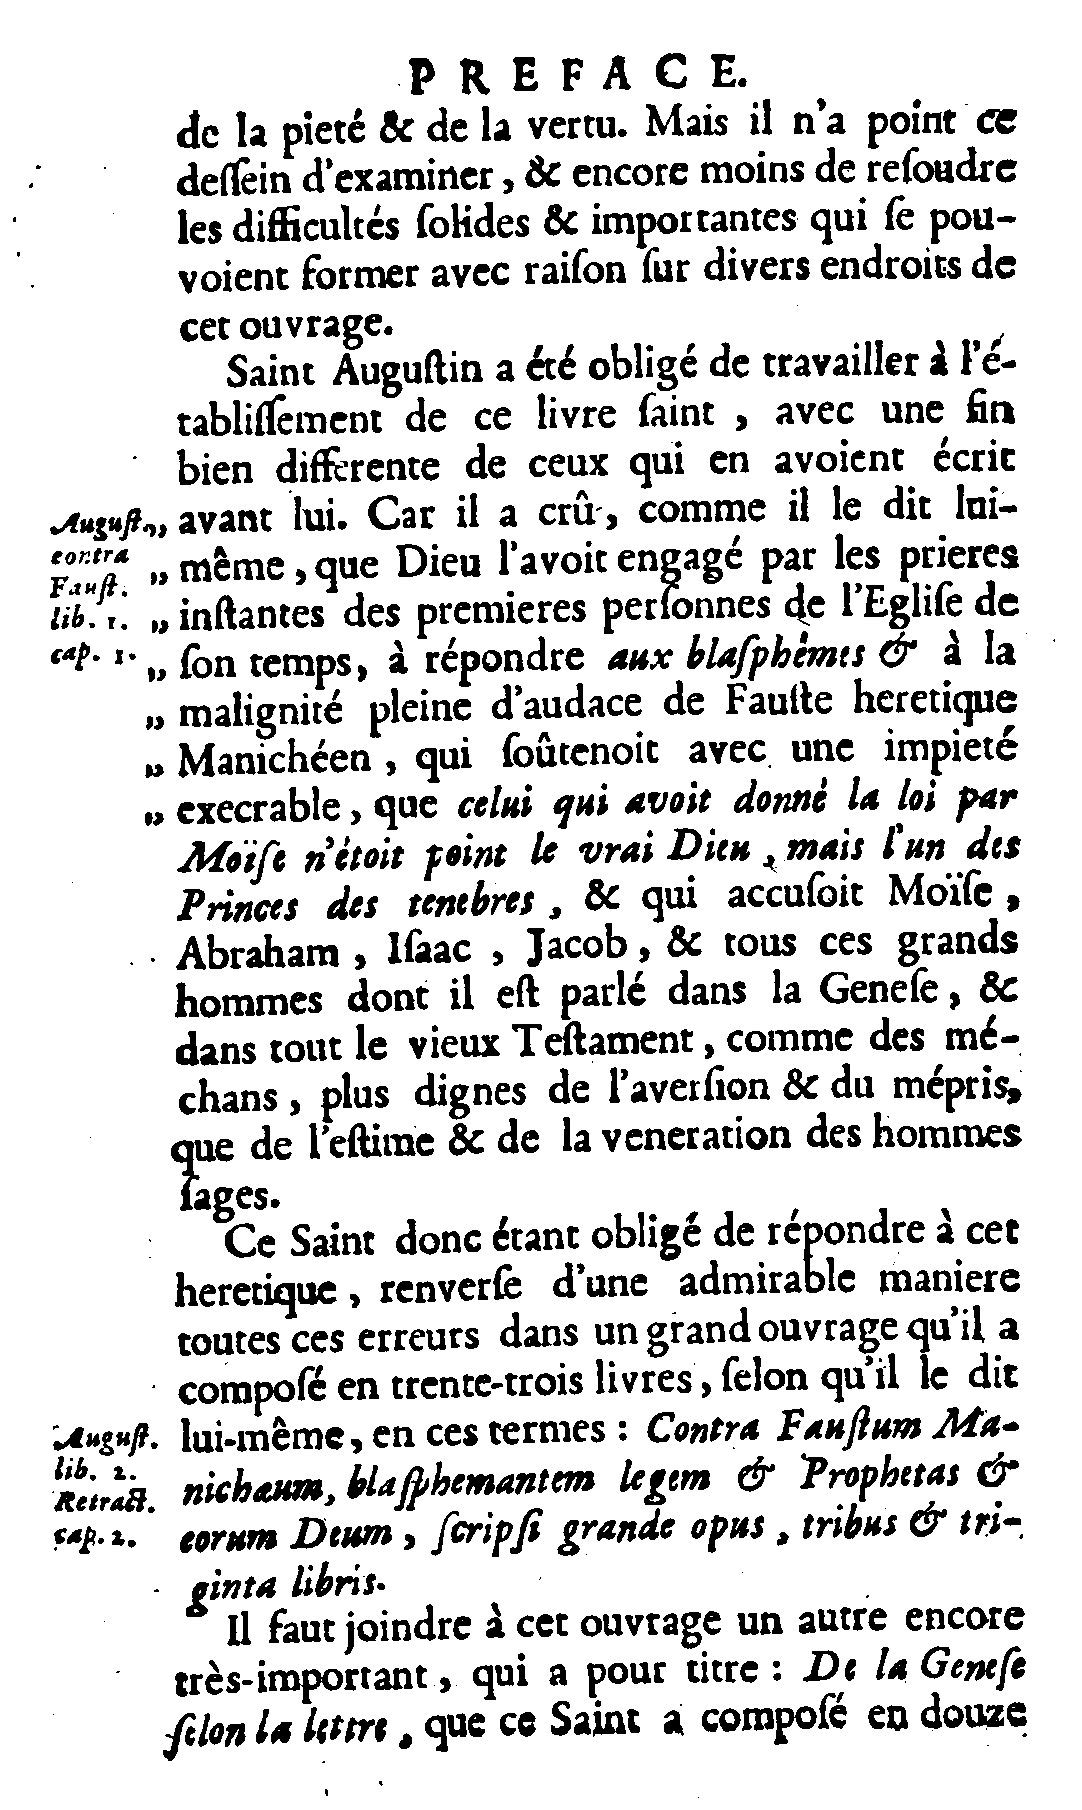 PREFACE.
de la pieté & de la vertu. Mais il n'a point ce
deſſein d'examiner, & encore moins de reſoudre
les difficultés ſolides & importantes qui ſe pou-
voient former avec raiſon ſur divers endroits de
cet ouvrage.
Saint Auguſtin a été obligé de travailler à l'é-
tabliſſement de ce livre ſaint, avec une fin
bien differente de ceux qui en avoient écrit
avant lui. Car il a crû, comme il le dit lui-
„ même, que Dieu l'avoit engagé par les prieres
„ inſtantes des premieres perſonnes de l'Egliſe de
„ ſon temps, à répondre aux blaſphêmes & à la
„ malignité pleine d'audace de Fauſte heretique
„ Manichéen, qui ſoûtenoit avec une impieté
„ execrable, que celui qui avoit donné la loi par
Moïſe n'étoit point le vrai Dieu, mais l'un des
Princes des tenebres, & qui accuſoit Moïſe,
Abraham, Iſaac, Jacob, & tous ces grands
hommes dont il eſt parlé dans la Geneſe, &
dans tout le vieux Teſtament, comme des mé-
chans, plus dignes de l'averſion & du mépris,
que de l'eſtime & de la veneration des hommes
ſages.
Auguſt.„
contra
Fauſt.
lib. 1.
cap. 1.
Ce Saint donc étant obligé de répondre à cet
heretique, renverſe d'une admirable maniere
toutes ces erreurs dans un grand ouvrage qu'il a
compoſé en trente-trois livres, ſelon qu'il le dit
lui-même, en ces termes : Contra Fauſtum Ma-
nichæum, blaſphemantem legem & Prophetas &
eorum Deum, ſcripſi grande opus, tribus & tri-
ginta libris.
Auguſt.
lib. 2.
Retract.
cap. 2.
Il faut joindre à cet ouvrage un autre encore
très-important, qui a pour titre : De la Geneſe
ſelon la lettre, que ce Saint a compoſé en douze